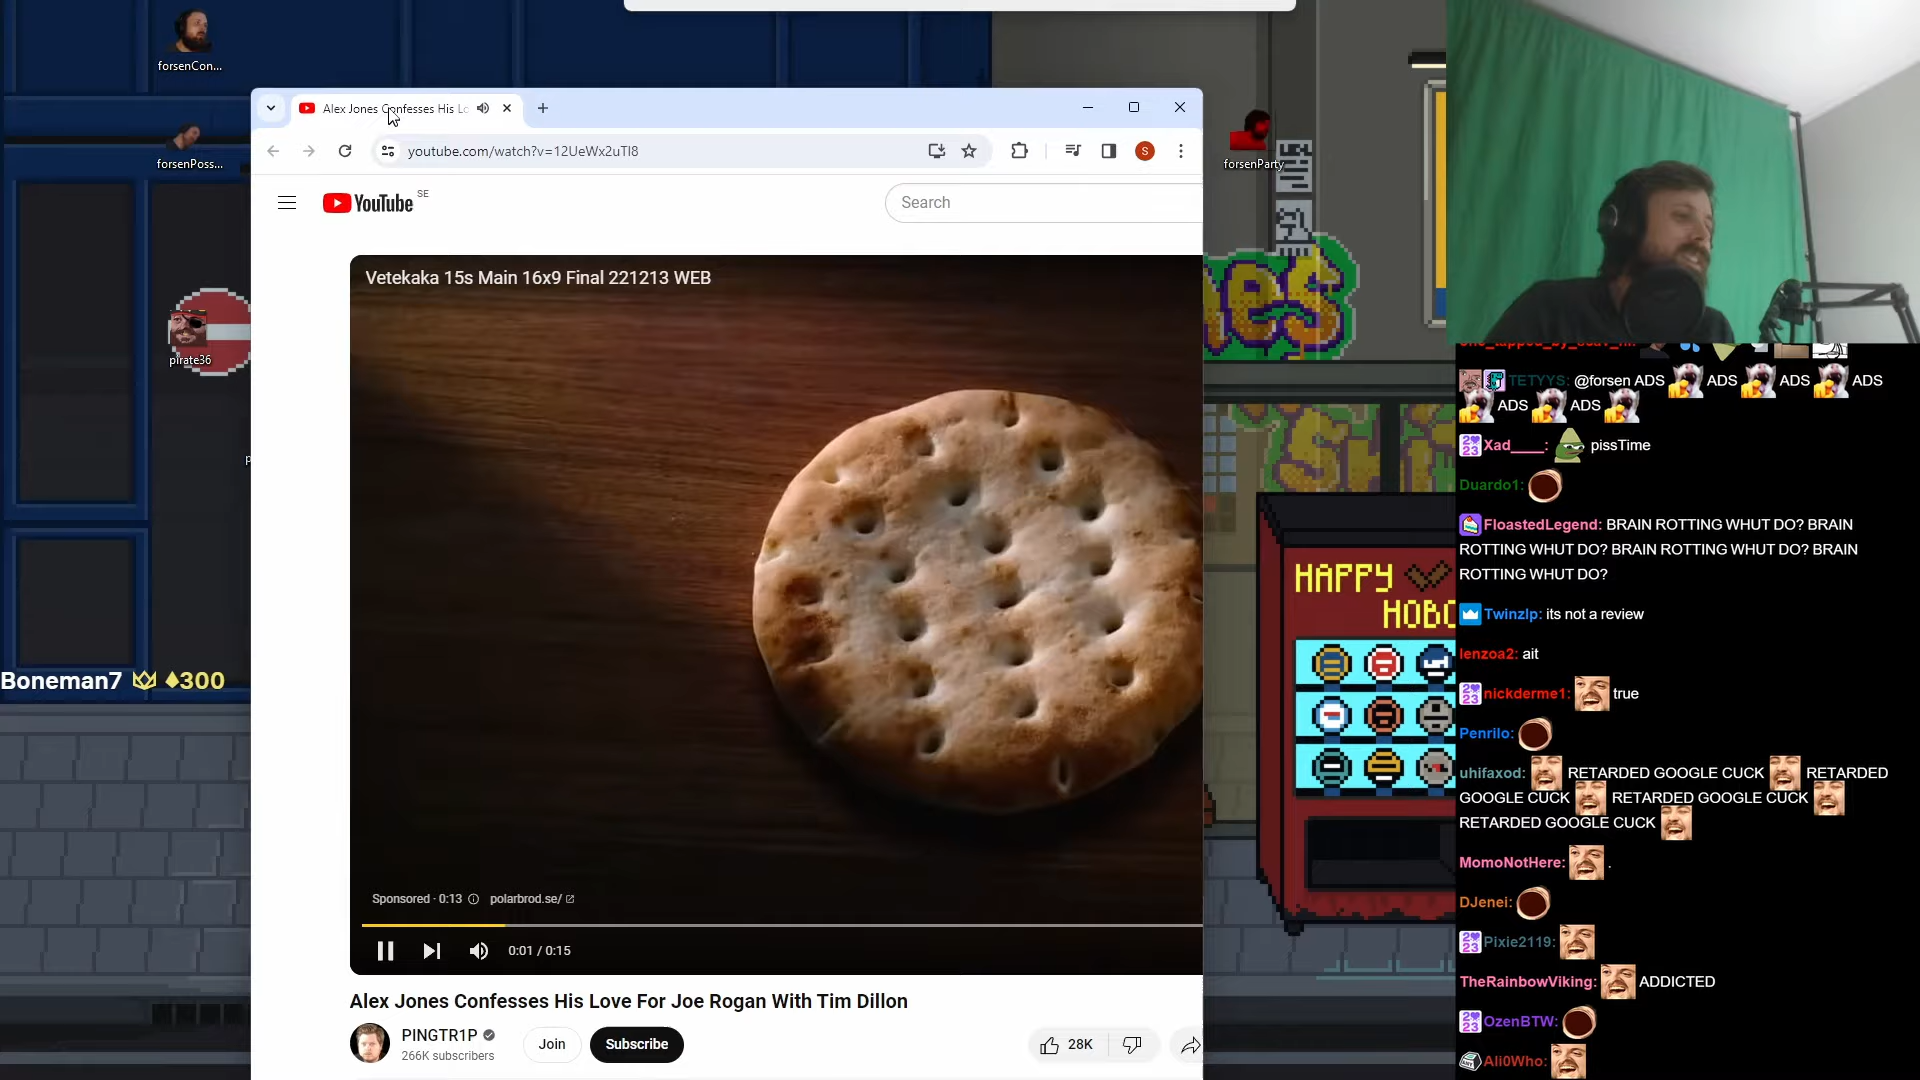 forsenCon...
forsenPoss...
pirate36
Boneman7 300
Alex Jones Confesses His Lo
youtube.com/watch?v=12UeWx2uTI8
S
YouTube SE
Search
Vetekaka 15s Main 16x9 Final 221213 WEB
Sponsored · 0:13 polarbrod.se/
0:01 / 0:15
Alex Jones Confesses His Love For Joe Rogan With Tim Dillon
PINGTR1P
266K subscribers
Join
Subscribe
28K
forsenParty
HAPPY
HOBO
TETYYS: @forsen ADS ADS ADS ADS
ADS ADS
Xad____: pissTime
Duardo1:
FloastedLegend: BRAIN ROTTING WHUT DO? BRAIN
ROTTING WHUT DO? BRAIN ROTTING WHUT DO? BRAIN
ROTTING WHUT DO?
Twinzlp: its not a review
lenzoa2: ait
nickderme1: true
Penrilo:
uhifaxod: RETARDED GOOGLE CUCK RETARDED
GOOGLE CUCK RETARDED GOOGLE CUCK
RETARDED GOOGLE CUCK
MomoNotHere: .
DJenei:
Pixie2119:
TheRainbowViking: ADDICTED
OzenBTW:
Ali0Who: